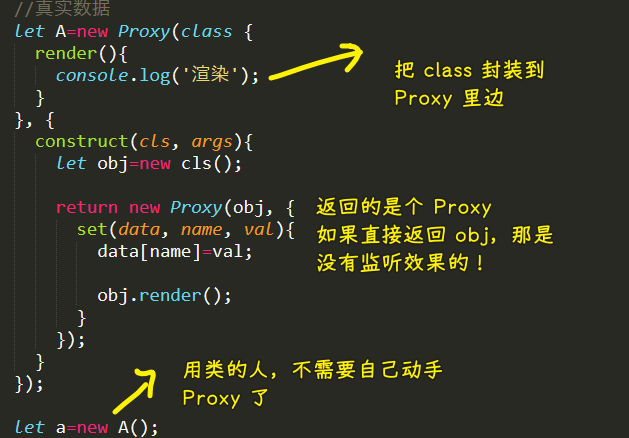 //真实数据
let A=new Proxy(class {
render(){
console.log('渲染');
}
}, {
construct(cls, args){
let obj=new cls();
return new Proxy(obj, {
set(data, name, val){
data[name]=val;
obj.render();
}
});
}
});
let a=new A();
把 class 封装到
Proxy 里边
返回的是个 Proxy
如果直接返回 obj，那是
没有监听效果的！
用类的人，不需要自己动手
Proxy 了